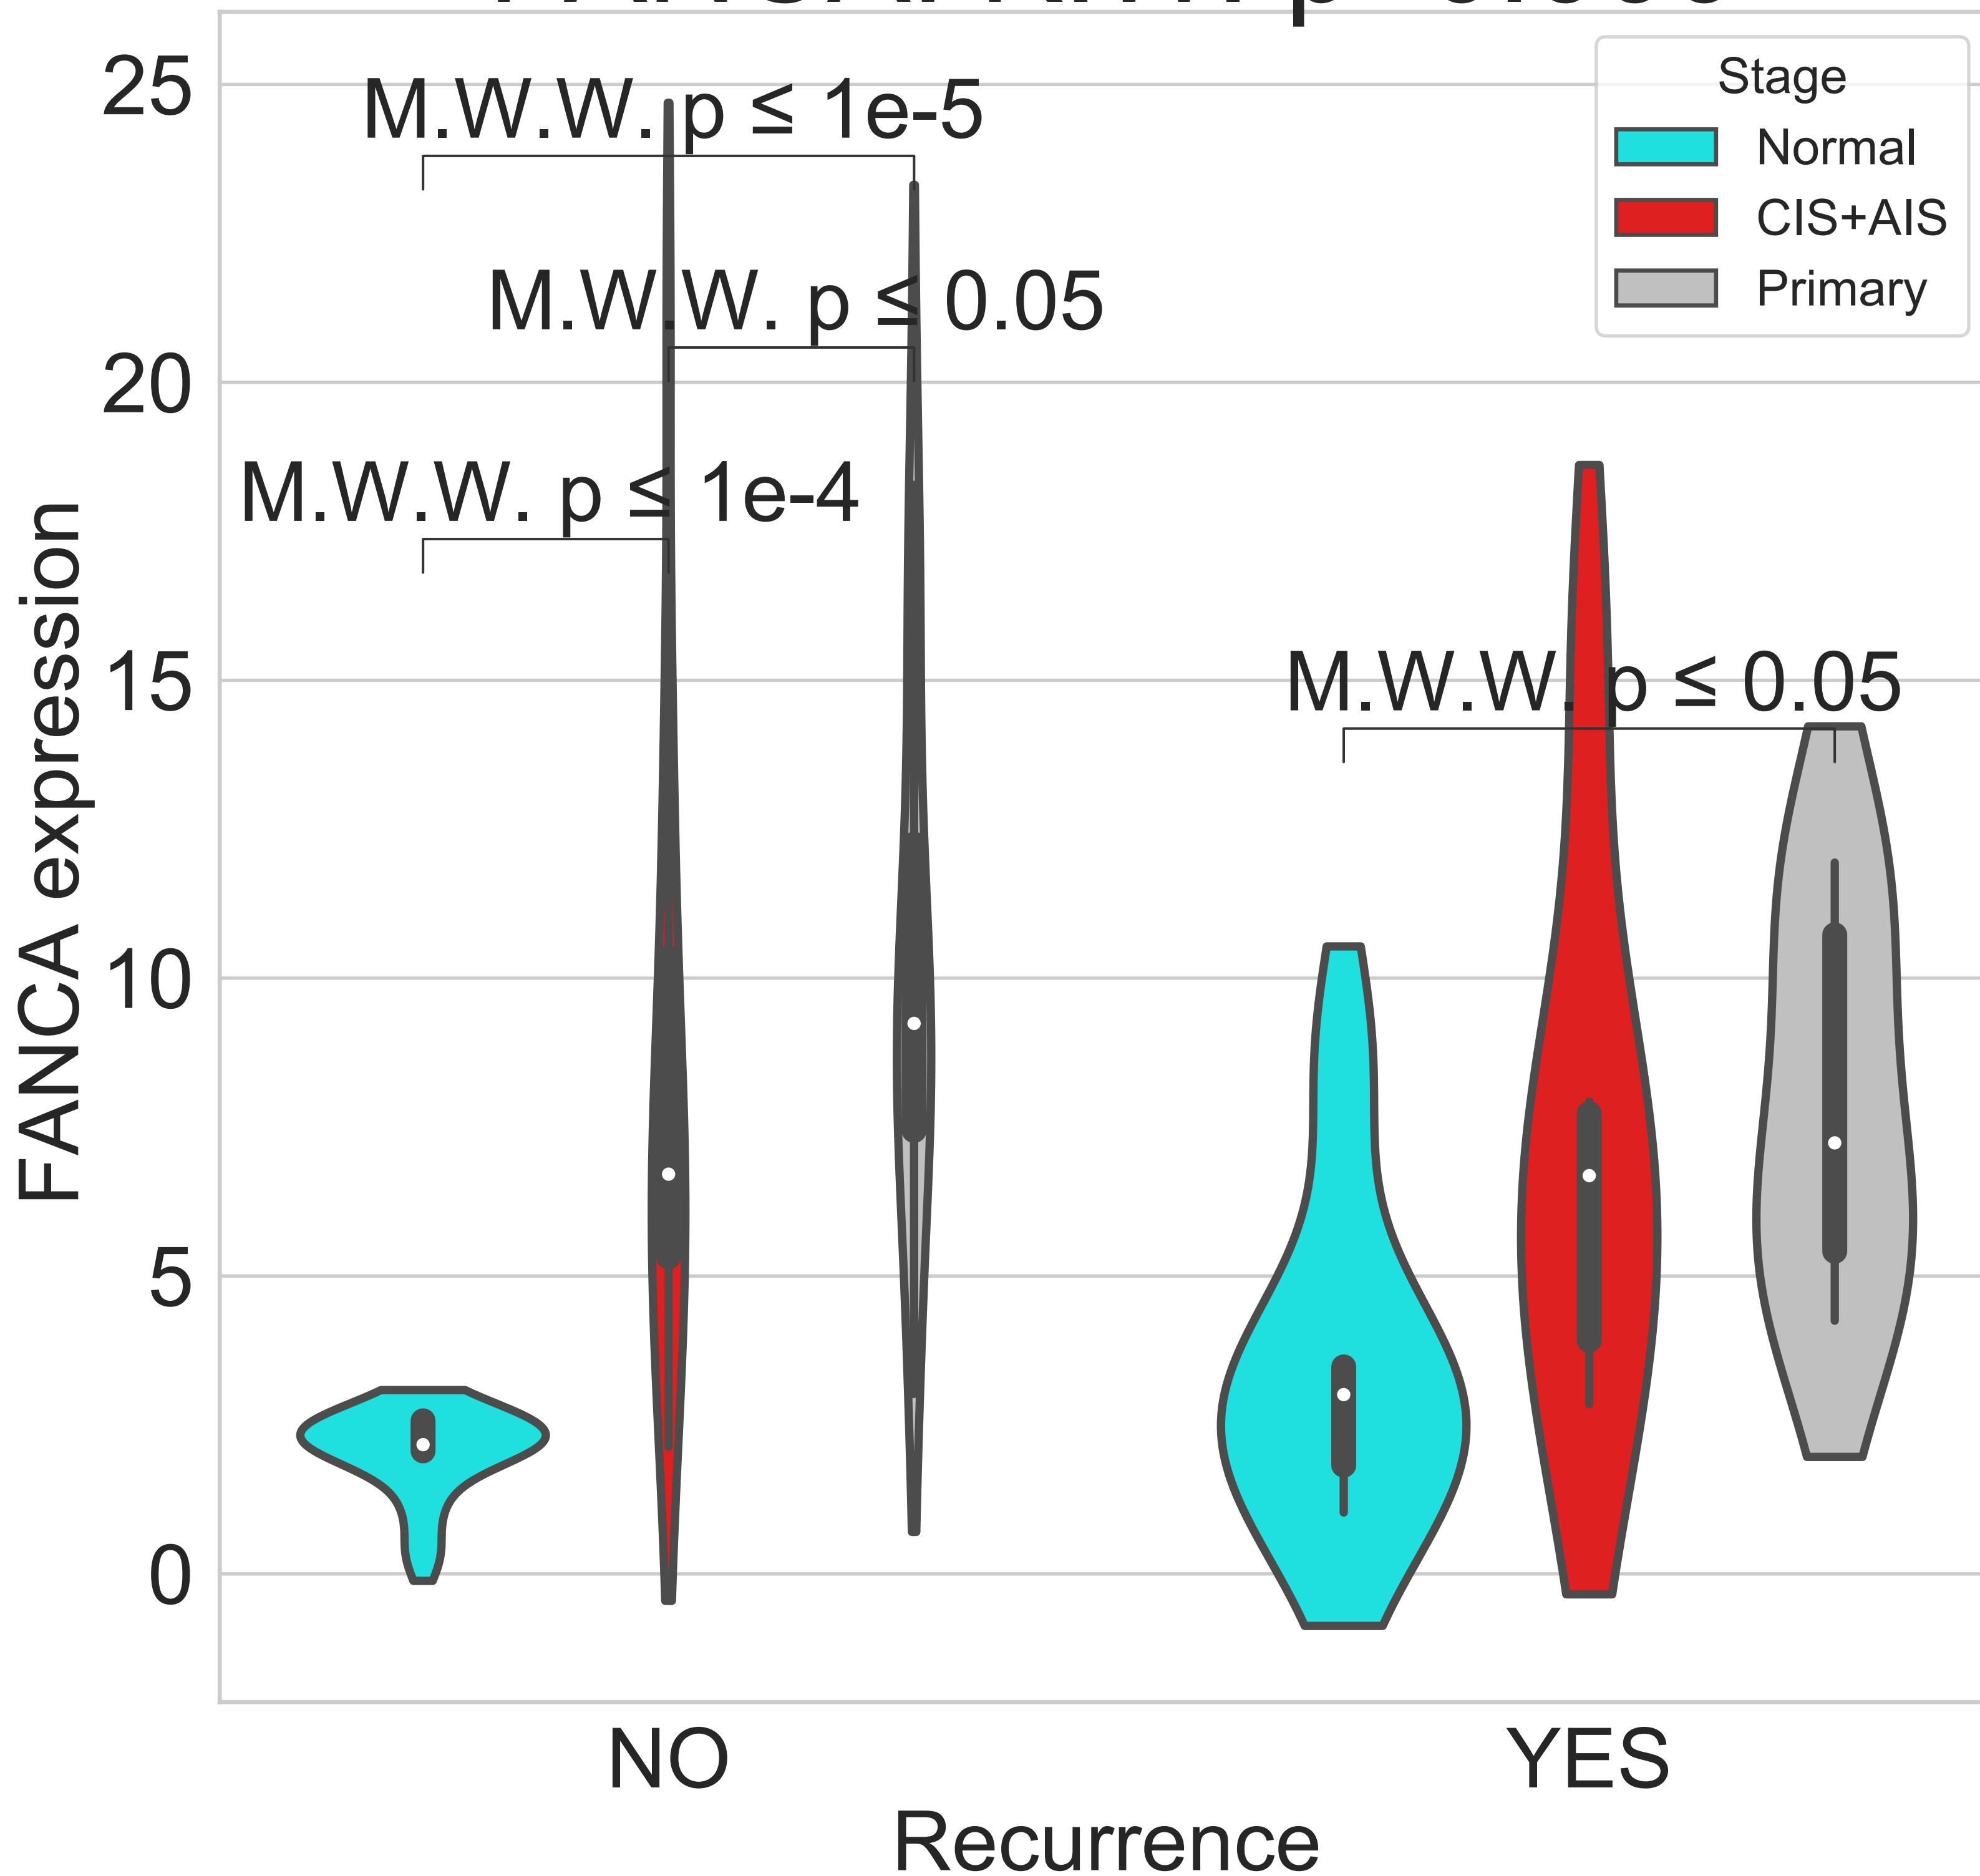 25
20
15
10
5
0
FANCA expression
M.W.W. p ≤ 1e-5
M.W.W. p ≤ 0.05
M.W.W. p ≤ 1e-4
M.W.W. p ≤ 0.05
Stage
Normal
CIS+AIS
Primary
NO
YES
Recurrence